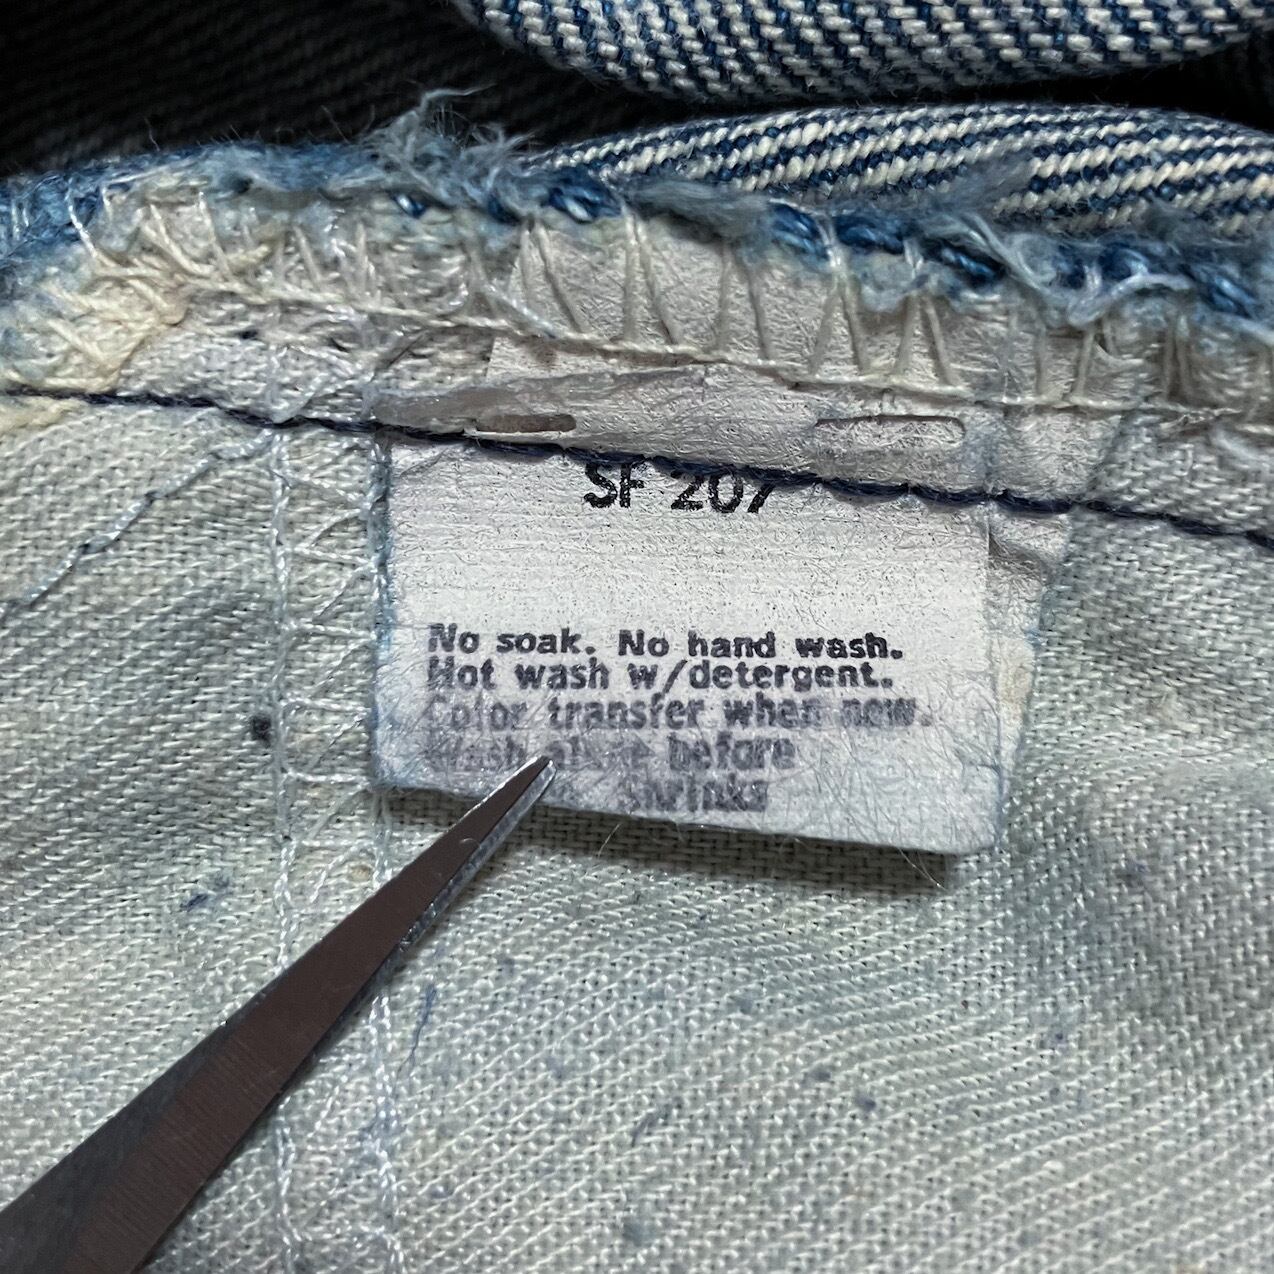 SF 207
No soak. No hand wash.
Hot wash w/detergent.
Color transfer when new.
Wash alone before
shrinks